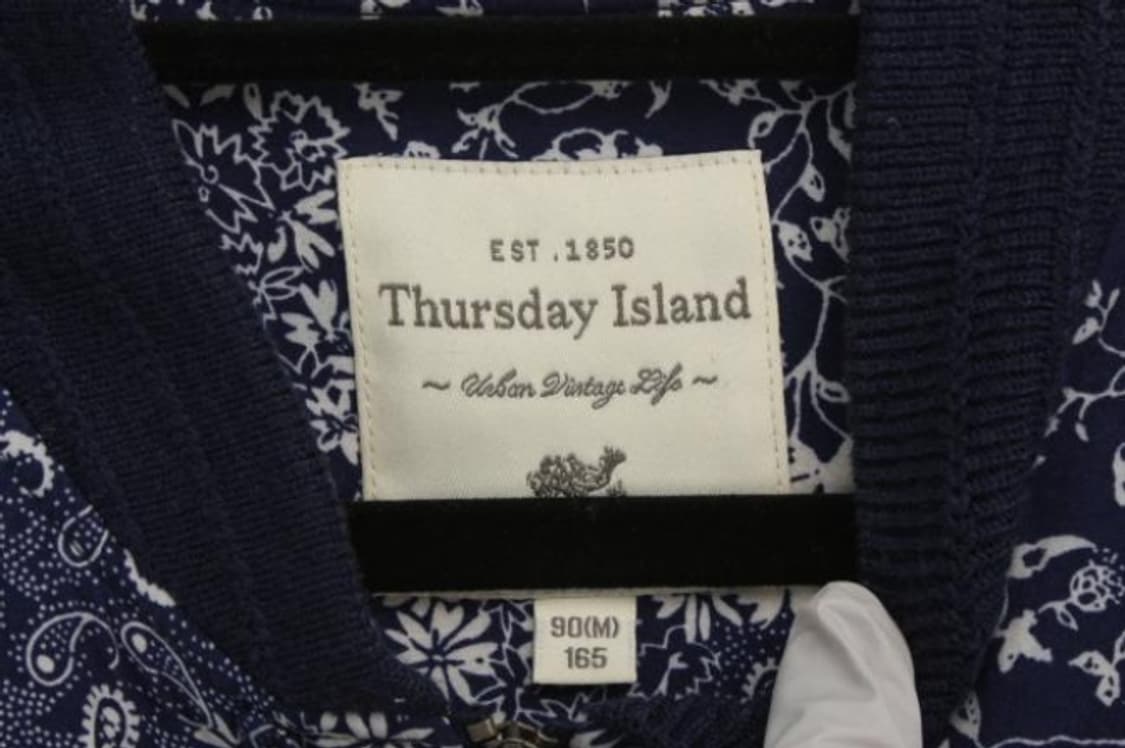 EST.1850
Thursday Island
~ Urban Vintage Life ~
90(M)
165